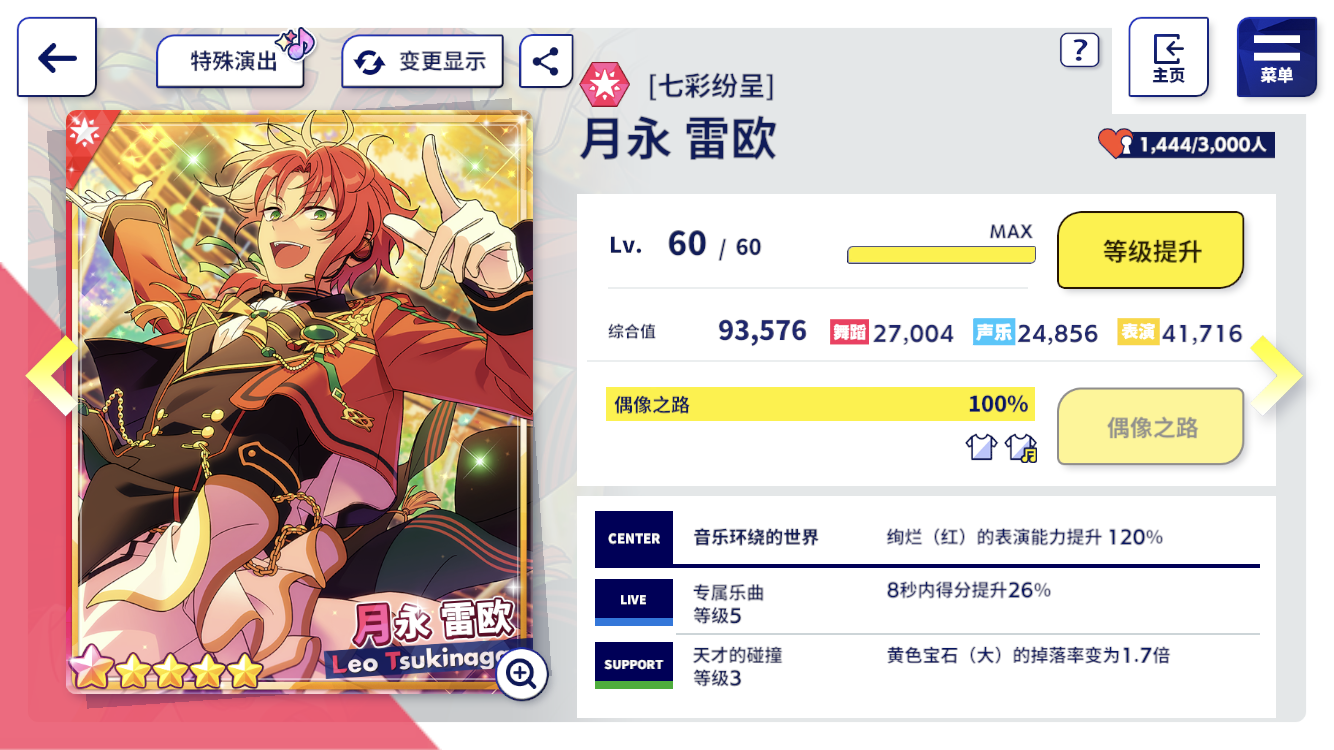 特殊演出
变更显示
?
主页
菜单
[七彩纷呈]
月永 雷欧
1,444/3,000人
Lv. 60 / 60
MAX
等级提升
综合值 93,576 舞蹈 27,004 声乐 24,856 表演 41,716
偶像之路 100%
偶像之路
CENTER 音乐环绕的世界 绚烂（红）的表演能力提升 120%
LIVE 专属乐曲 等级5 8秒内得分提升26%
SUPPORT 天才的碰撞 等级3 黄色宝石（大）的掉落率变为1.7倍
月永 雷欧
Leo Tsukinaga